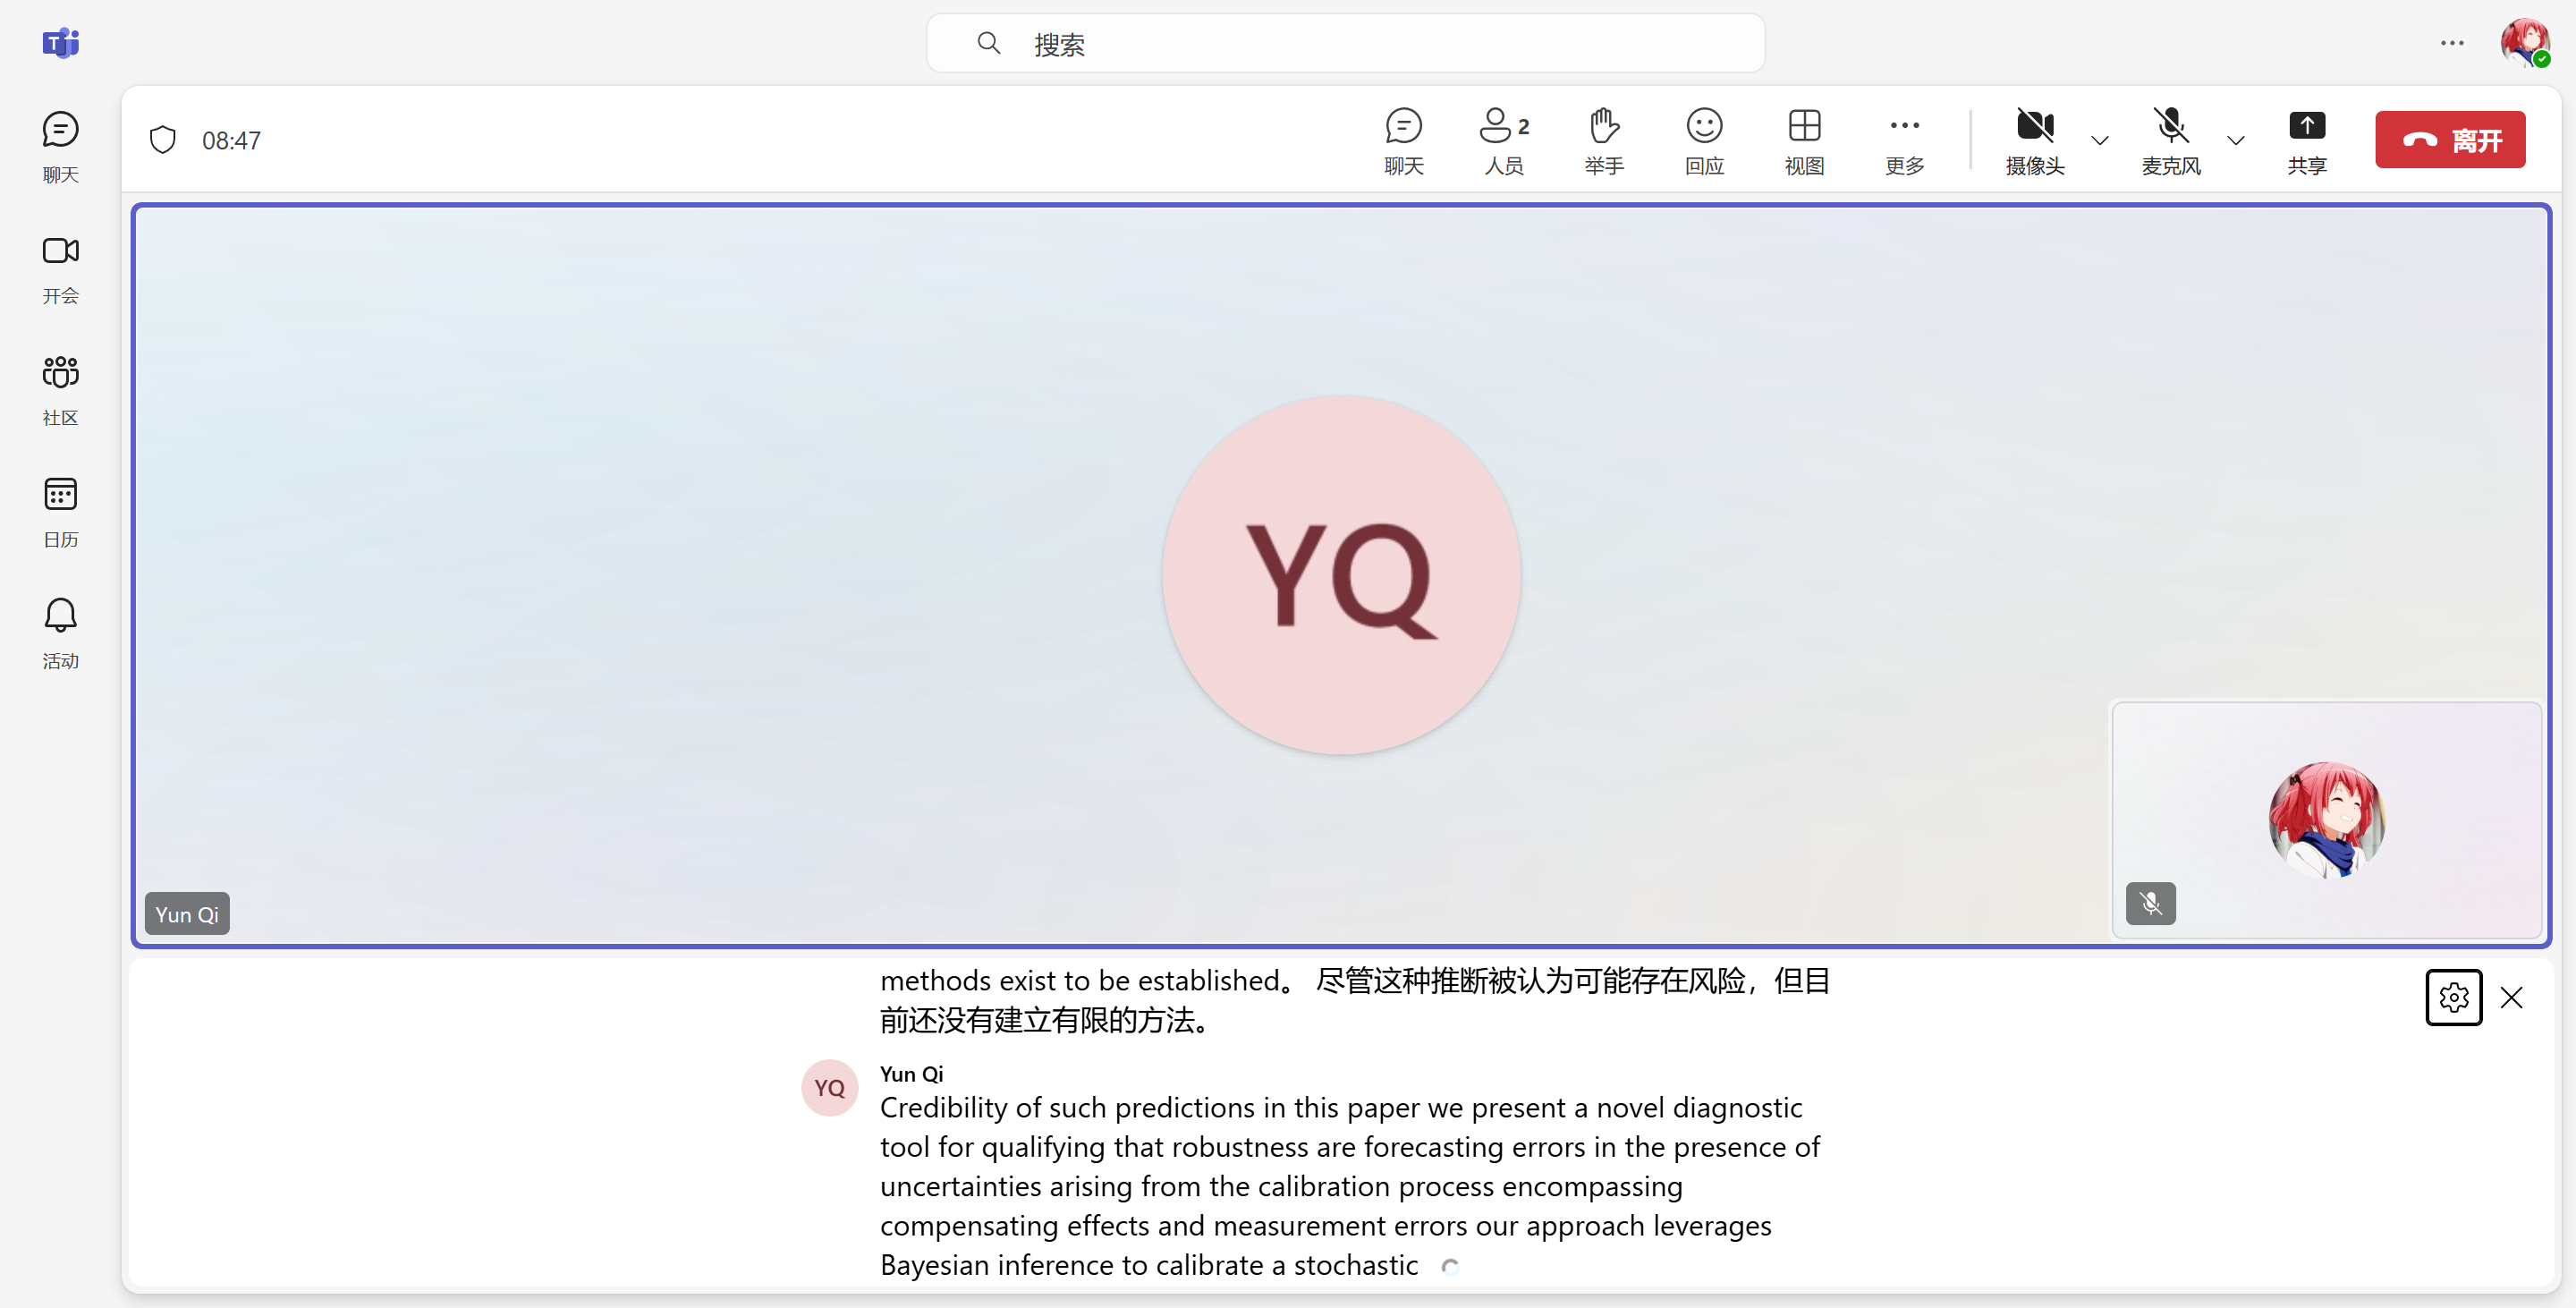 搜索
聊天
开会
社区
日历
活动
08:47
聊天
2
人员
举手
回应
视图
更多
摄像头
麦克风
共享
离开
YQ
Yun Qi
methods exist to be established。 尽管这种推断被认为可能存在风险，但目
前还没有建立有限的方法。
YQ
Yun Qi
Credibility of such predictions in this paper we present a novel diagnostic
tool for qualifying that robustness are forecasting errors in the presence of
uncertainties arising from the calibration process encompassing
compensating effects and measurement errors our approach leverages
Bayesian inference to calibrate a stochastic